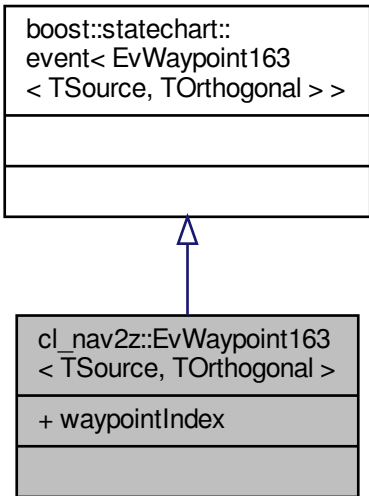 boost::statechart::
event< EvWaypoint163
< TSource, TOrthogonal > >
cl_nav2z::EvWaypoint163
< TSource, TOrthogonal >
+ waypointIndex